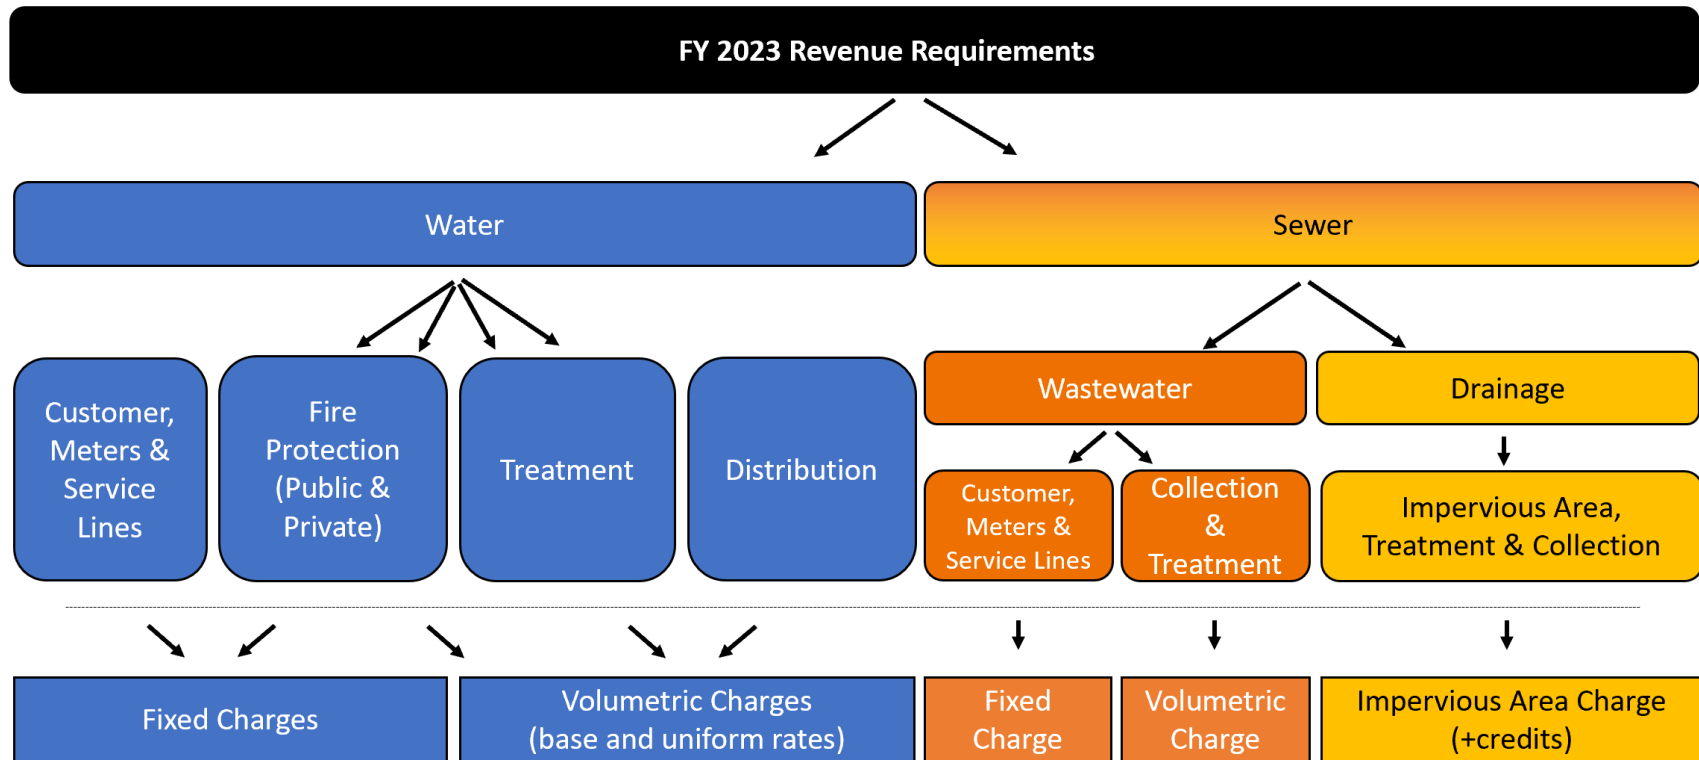 FY 2023 Revenue Requirements
Water
Sewer
Customer,
Meters &
Service
Lines
Fire
Protection
(Public &
Private)
Treatment
Distribution
Wastewater
Drainage
Customer,
Meters &
Service Lines
Collection
&
Treatment
Impervious Area,
Treatment & Collection
Fixed Charges
Volumetric Charges
(base and uniform rates)
Fixed
Charge
Volumetric
Charge
Impervious Area Charge
(+credits)